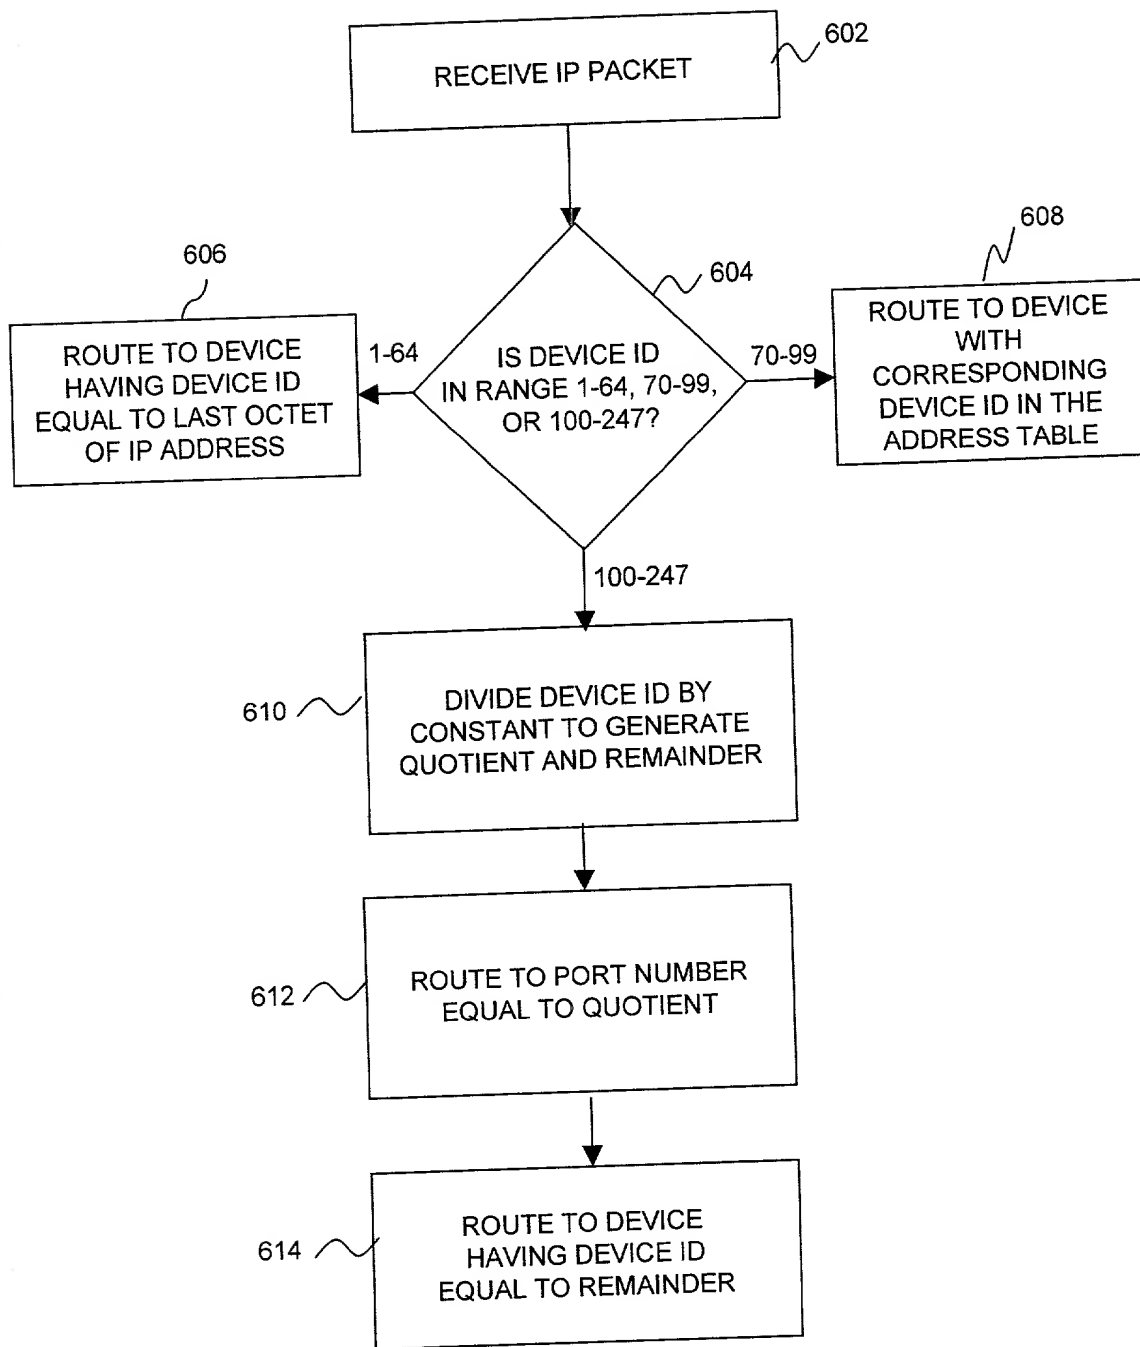 RECEIVE IP PACKET
602
604
IS DEVICE ID
IN RANGE 1-64, 70-99,
OR 100-247?
1-64
606
ROUTE TO DEVICE
HAVING DEVICE ID
EQUAL TO LAST OCTET
OF IP ADDRESS
70-99
608
ROUTE TO DEVICE
WITH
CORRESPONDING
DEVICE ID IN THE
ADDRESS TABLE
100-247
610
DIVIDE DEVICE ID BY
CONSTANT TO GENERATE
QUOTIENT AND REMAINDER
612
ROUTE TO PORT NUMBER
EQUAL TO QUOTIENT
614
ROUTE TO DEVICE
HAVING DEVICE ID
EQUAL TO REMAINDER